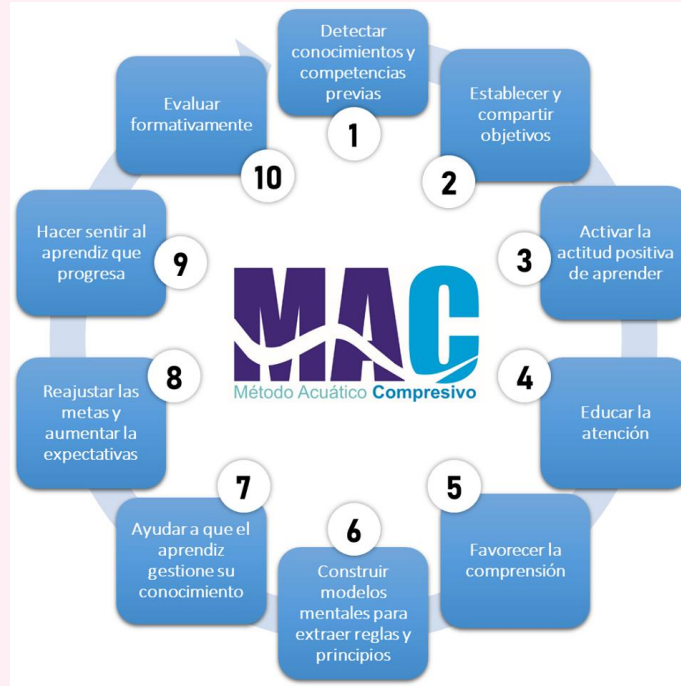 Detectar
conocimientos y
competencias
previas
1
Establecer y
compartir
objetivos
2
Activar la
actitud positiva
de aprender
3
Educar la
atención
4
Favorecer la
comprensión
5
Construir
modelos
mentales para
extraer reglas y
principios
6
Ayudar a que el
aprendiz
gestione su
conocimiento
7
Reajustar las
metas y
aumentar la
expectativas
8
Hacer sentir al
aprendiz que
progresa
9
Evaluar
formativamente
10
MAC
Método Acuático Compresivo